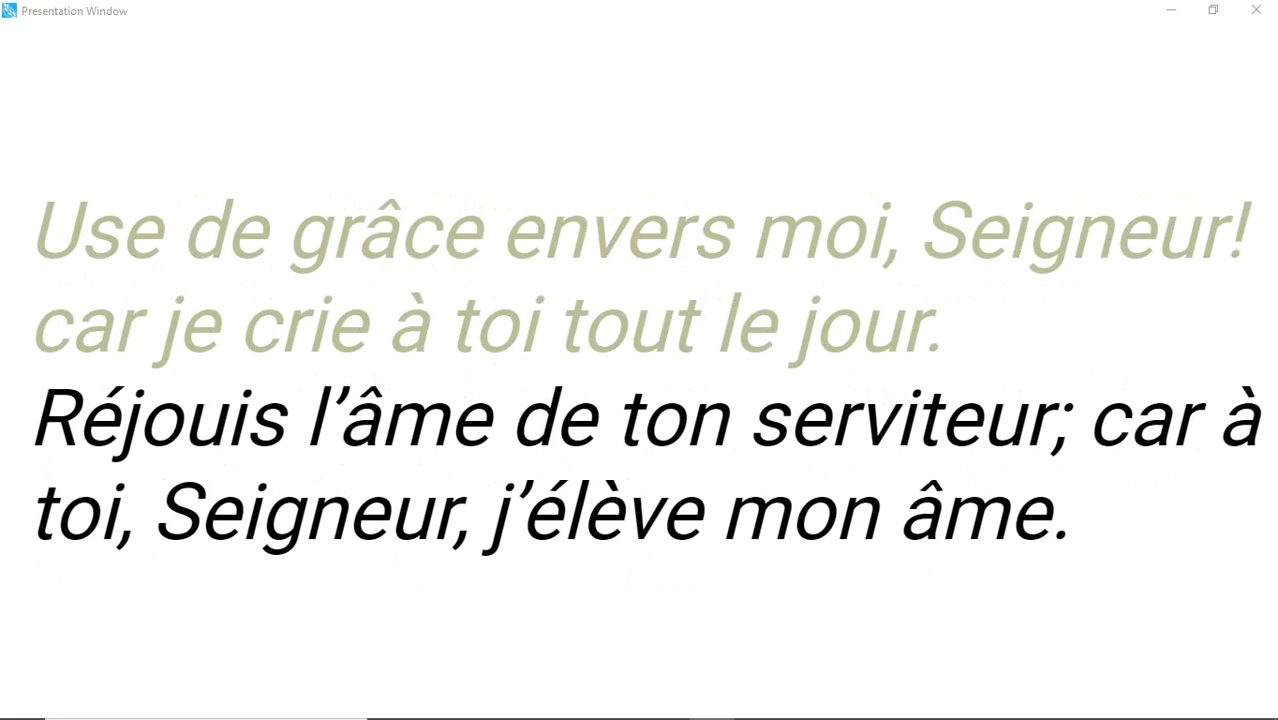 Presentation Window
Use de grâce envers moi, Seigneur!
car je crie à toi tout le jour.
Réjouis l’âme de ton serviteur; car à
toi, Seigneur, j’élève mon âme.